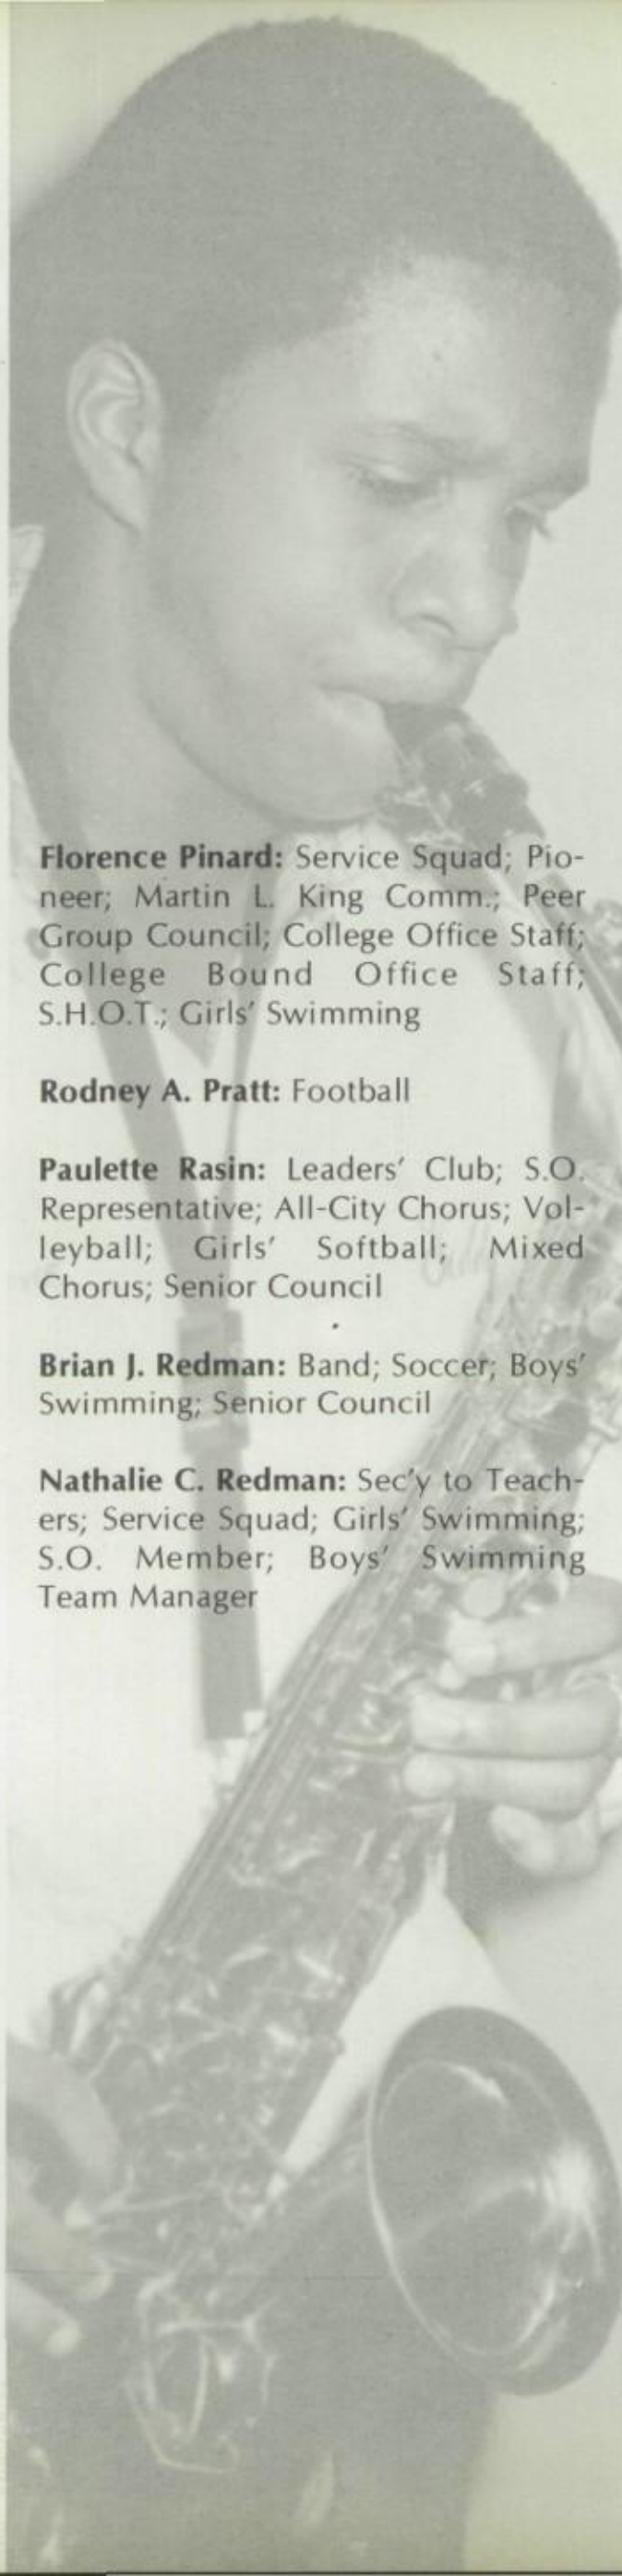 Florence Pinard: Service Squad; Pio-
neer; Martin L. King Comm.; Peer
Group Council; College Office Staff;
College Bound Office Staff;
S.H.O.T.; Girls' Swimming
Rodney A. Pratt: Football
Paulette Rasin: Leaders' Club; S.O.
Representative; All-City Chorus; Vol-
leyball; Girls' Softball; Mixed
Chorus; Senior Council
Brian J. Redman: Band; Soccer; Boys'
Swimming; Senior Council
Nathalie C. Redman: Sec'y to Teach-
ers; Service Squad; Girls' Swimming;
S.O. Member; Boys' Swimming
Team Manager